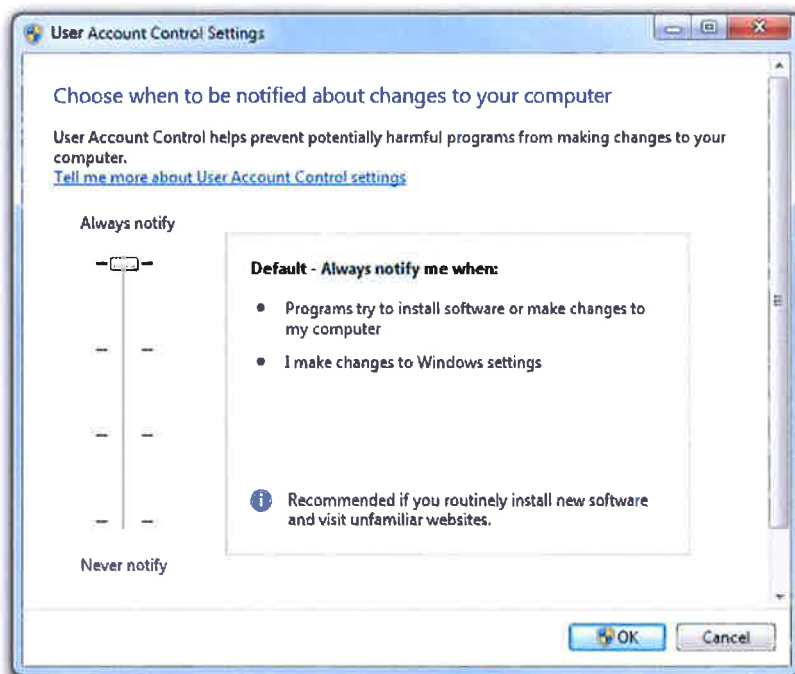 User Account Control Settings
Choose when to be notified about changes to your computer
User Account Control helps prevent potentially harmful programs from making changes to your
computer.
Tell me more about User Account Control settings
Always notify
Default - Always notify me when:
• Programs try to install software or make changes to
my computer
• I make changes to Windows settings
Recommended if you routinely install new software
and visit unfamiliar websites.
Never notify
OK Cancel